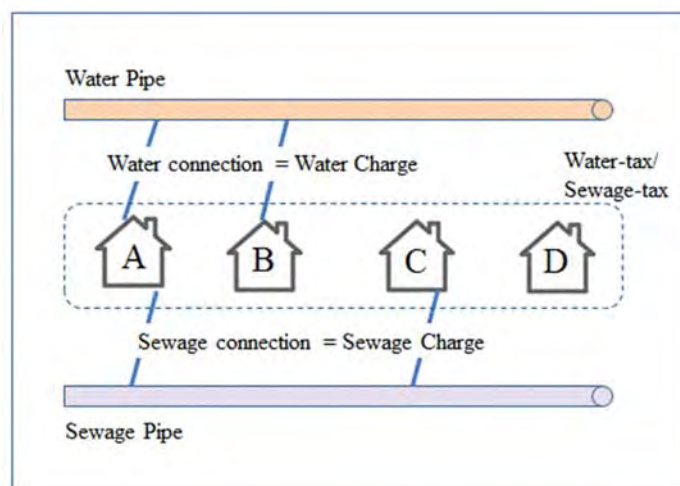 Water Pipe
Water connection = Water Charge
Water-tax/
Sewage-tax
A B C D
Sewage connection = Sewage Charge
Sewage Pipe